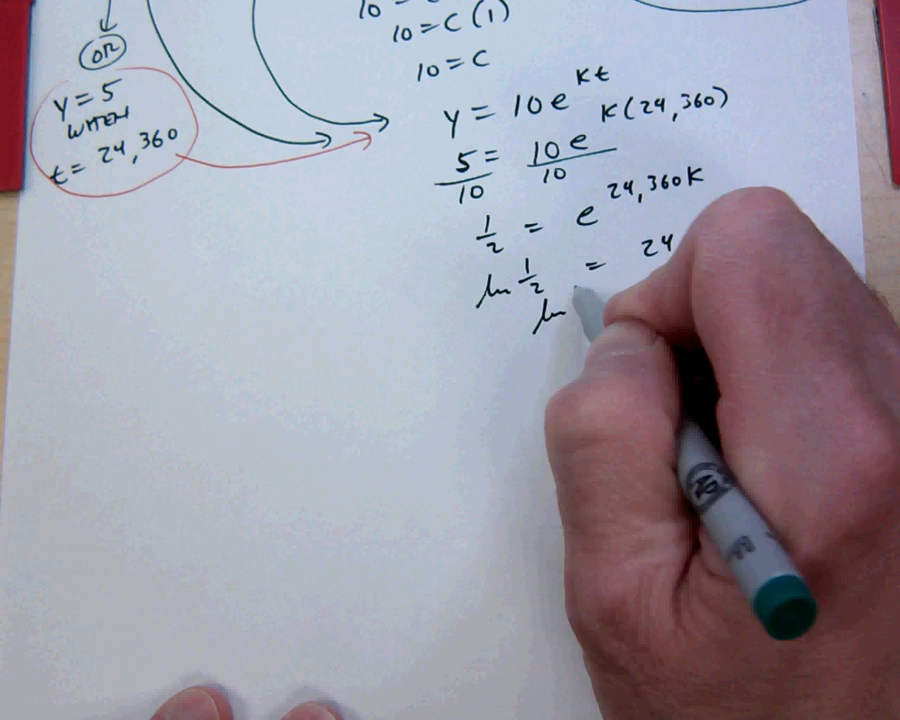 10 =
10 = C (1)
10 = C
OR
Y = 5
WHEN
t = 24,360
y = 10e^{Kt}
5/10 = 10e^{K(24,360)}/10
1/2 = e^{24,360K}
ln 1/2 = 24
ln